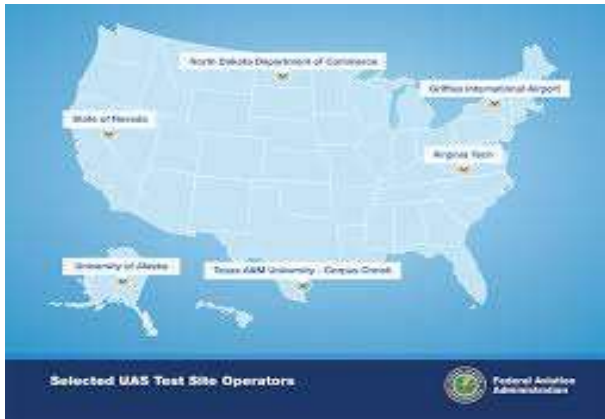 North Dakota Department of Commerce
Griffiss International Airport
State of Nevada
Virginia Tech
University of Alaska
Texas A&M University - Corpus Christi
Selected UAS Test Site Operators
Federal Aviation
Administration